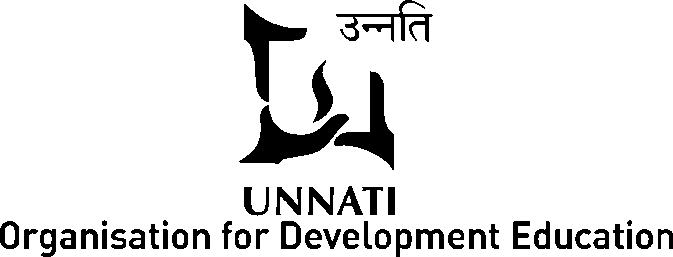 उन्नति
UNNATI
Organisation for Development Education